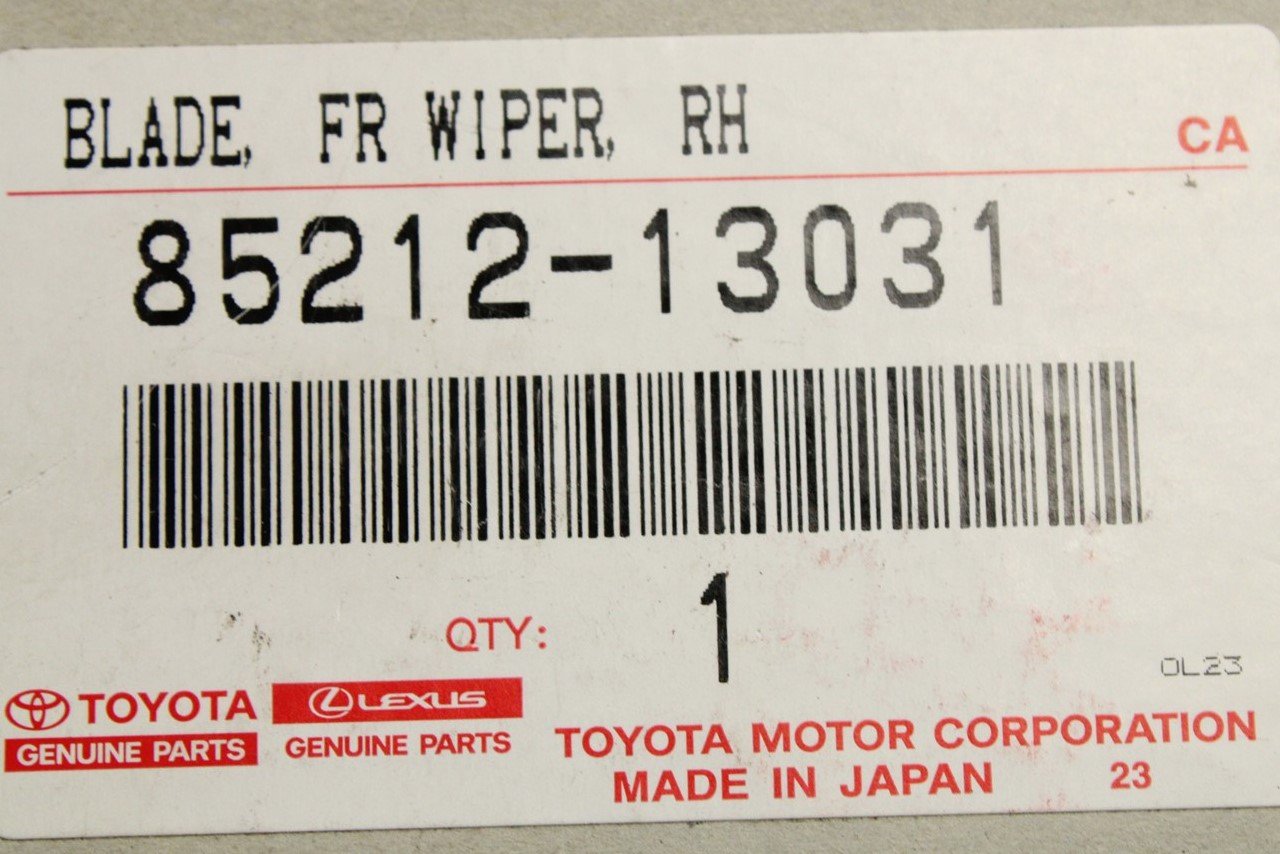 BLADE, FR WIPER, RH
CA
85212-13031
QTY: 1
0L23
TOYOTA
GENUINE PARTS
LEXUS
GENUINE PARTS
TOYOTA MOTOR CORPORATION
MADE IN JAPAN 23